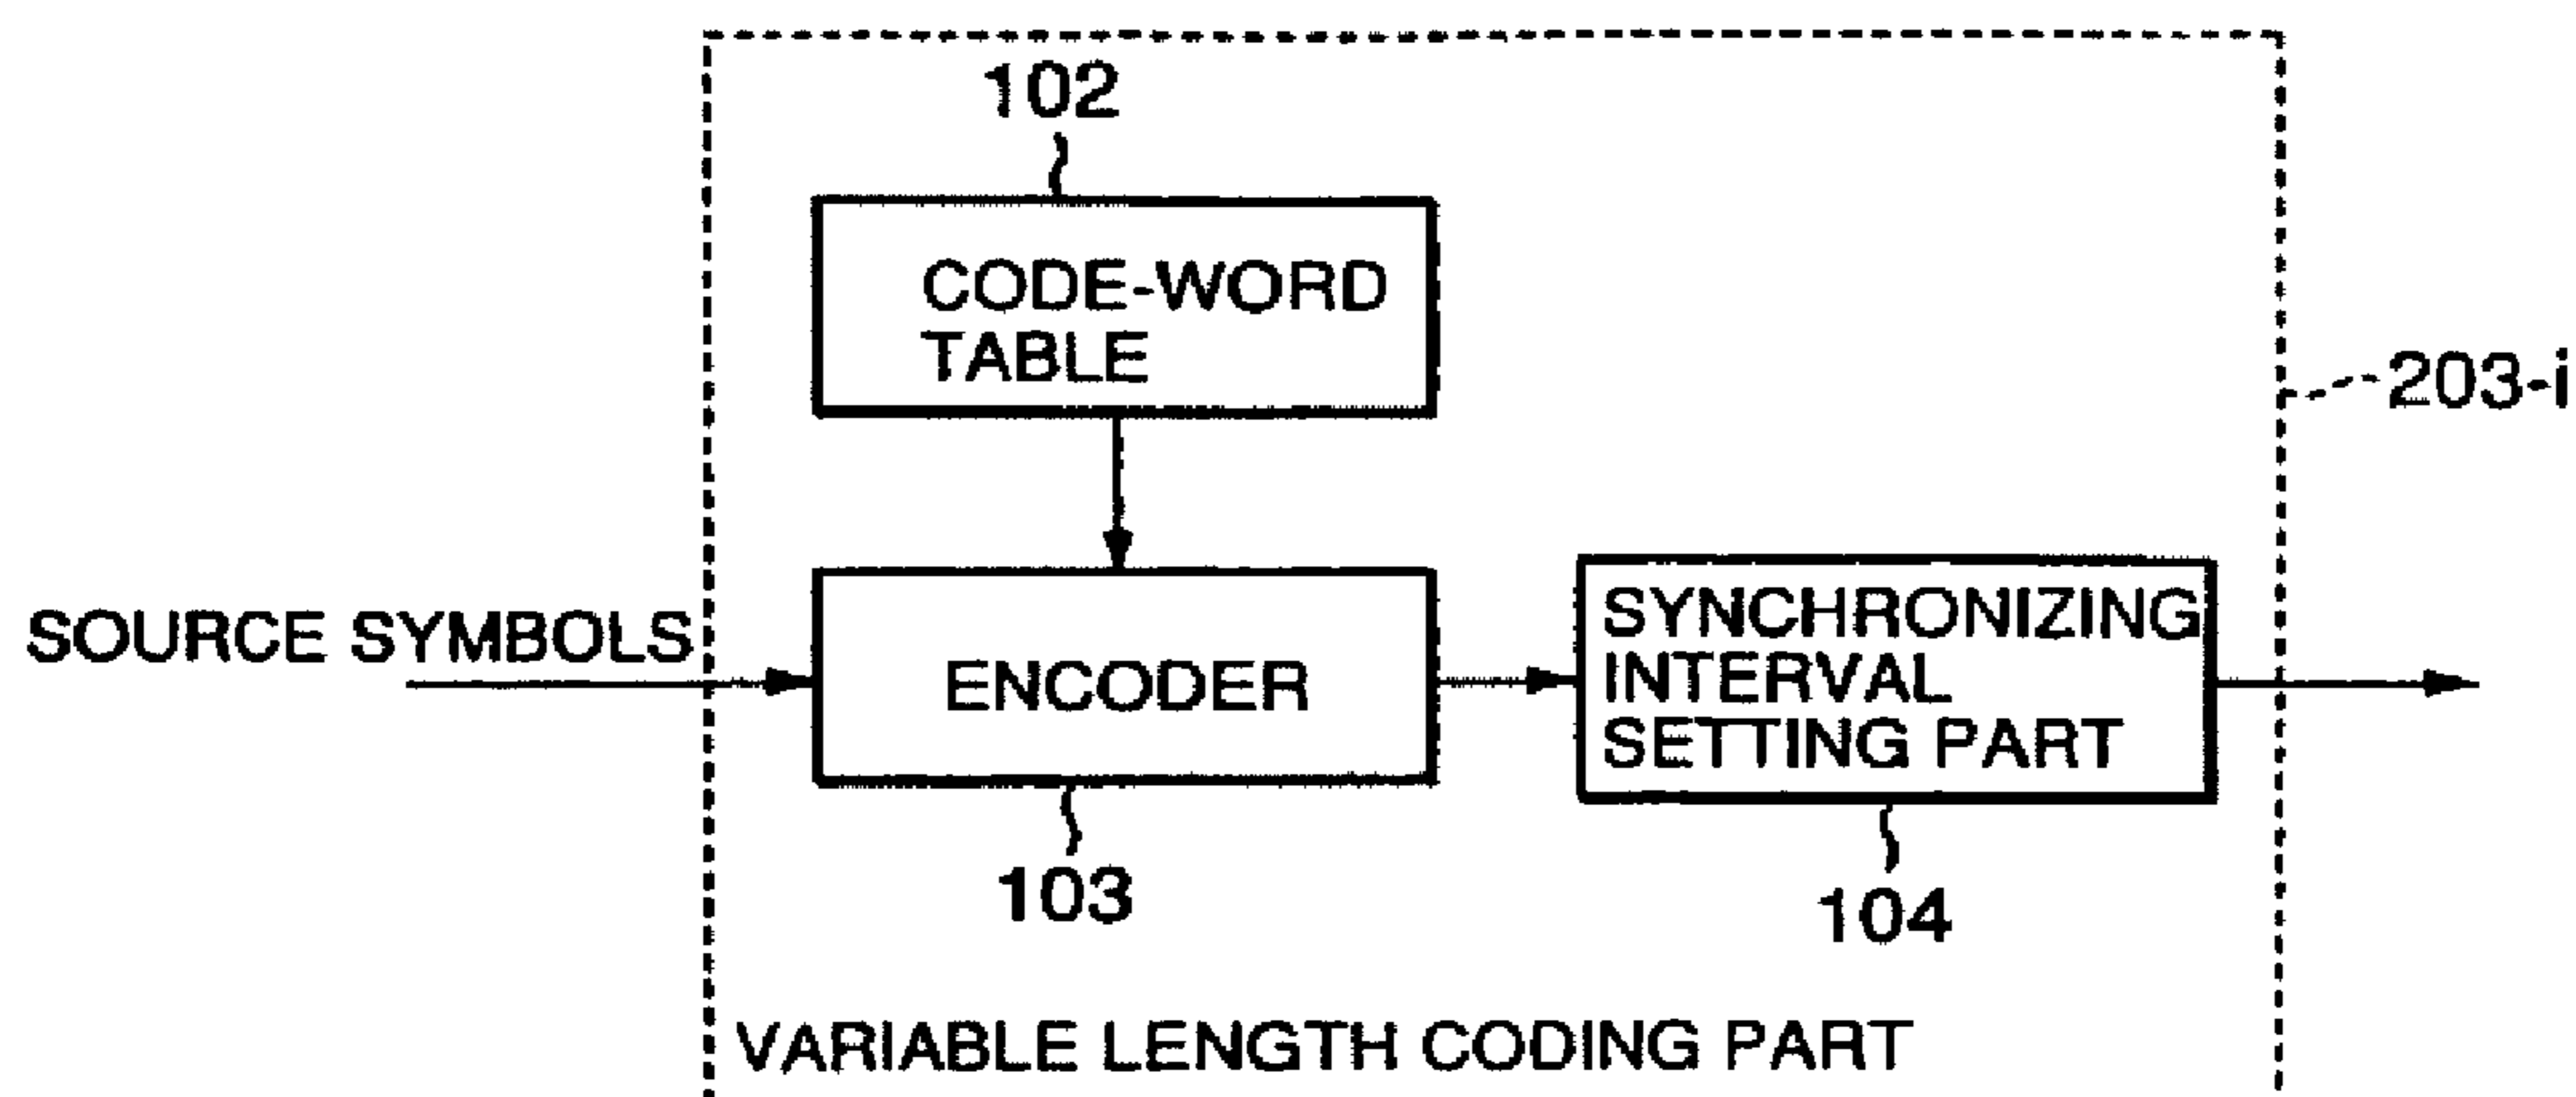 102
CODE-WORD
TABLE
203-i
SOURCE SYMBOLS
ENCODER
SYNCHRONIZING
INTERVAL
SETTING PART
103
104
VARIABLE LENGTH CODING PART